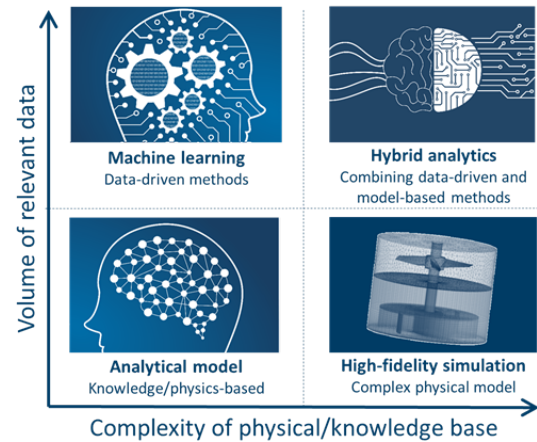 Volume of relevant data
Machine learning
Data-driven methods
Hybrid analytics
Combining data-driven and
model-based methods
Analytical model
Knowledge/physics-based
High-fidelity simulation
Complex physical model
Complexity of physical/knowledge base